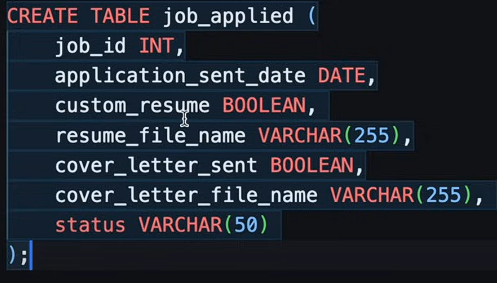 CREATE TABLE job_applied (
    job_id INT,
    application_sent_date DATE,
    custom_resume BOOLEAN,
    resume_file_name VARCHAR(255),
    cover_letter_sent BOOLEAN,
    cover_letter_file_name VARCHAR(255),
    status VARCHAR(50)
);